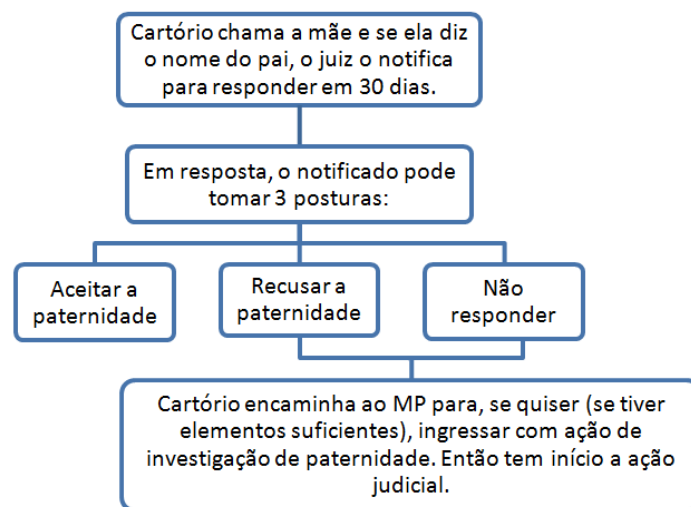 Cartório chama a mãe e se ela diz
o nome do pai, o juiz o notifica
para responder em 30 dias.
Em resposta, o notificado pode
tomar 3 posturas:
Aceitar a
paternidade
Recusar a
paternidade
Não
responder
Cartório encaminha ao MP para, se quiser (se tiver
elementos suficientes), ingressar com ação de
investigação de paternidade. Então tem início a ação
judicial.